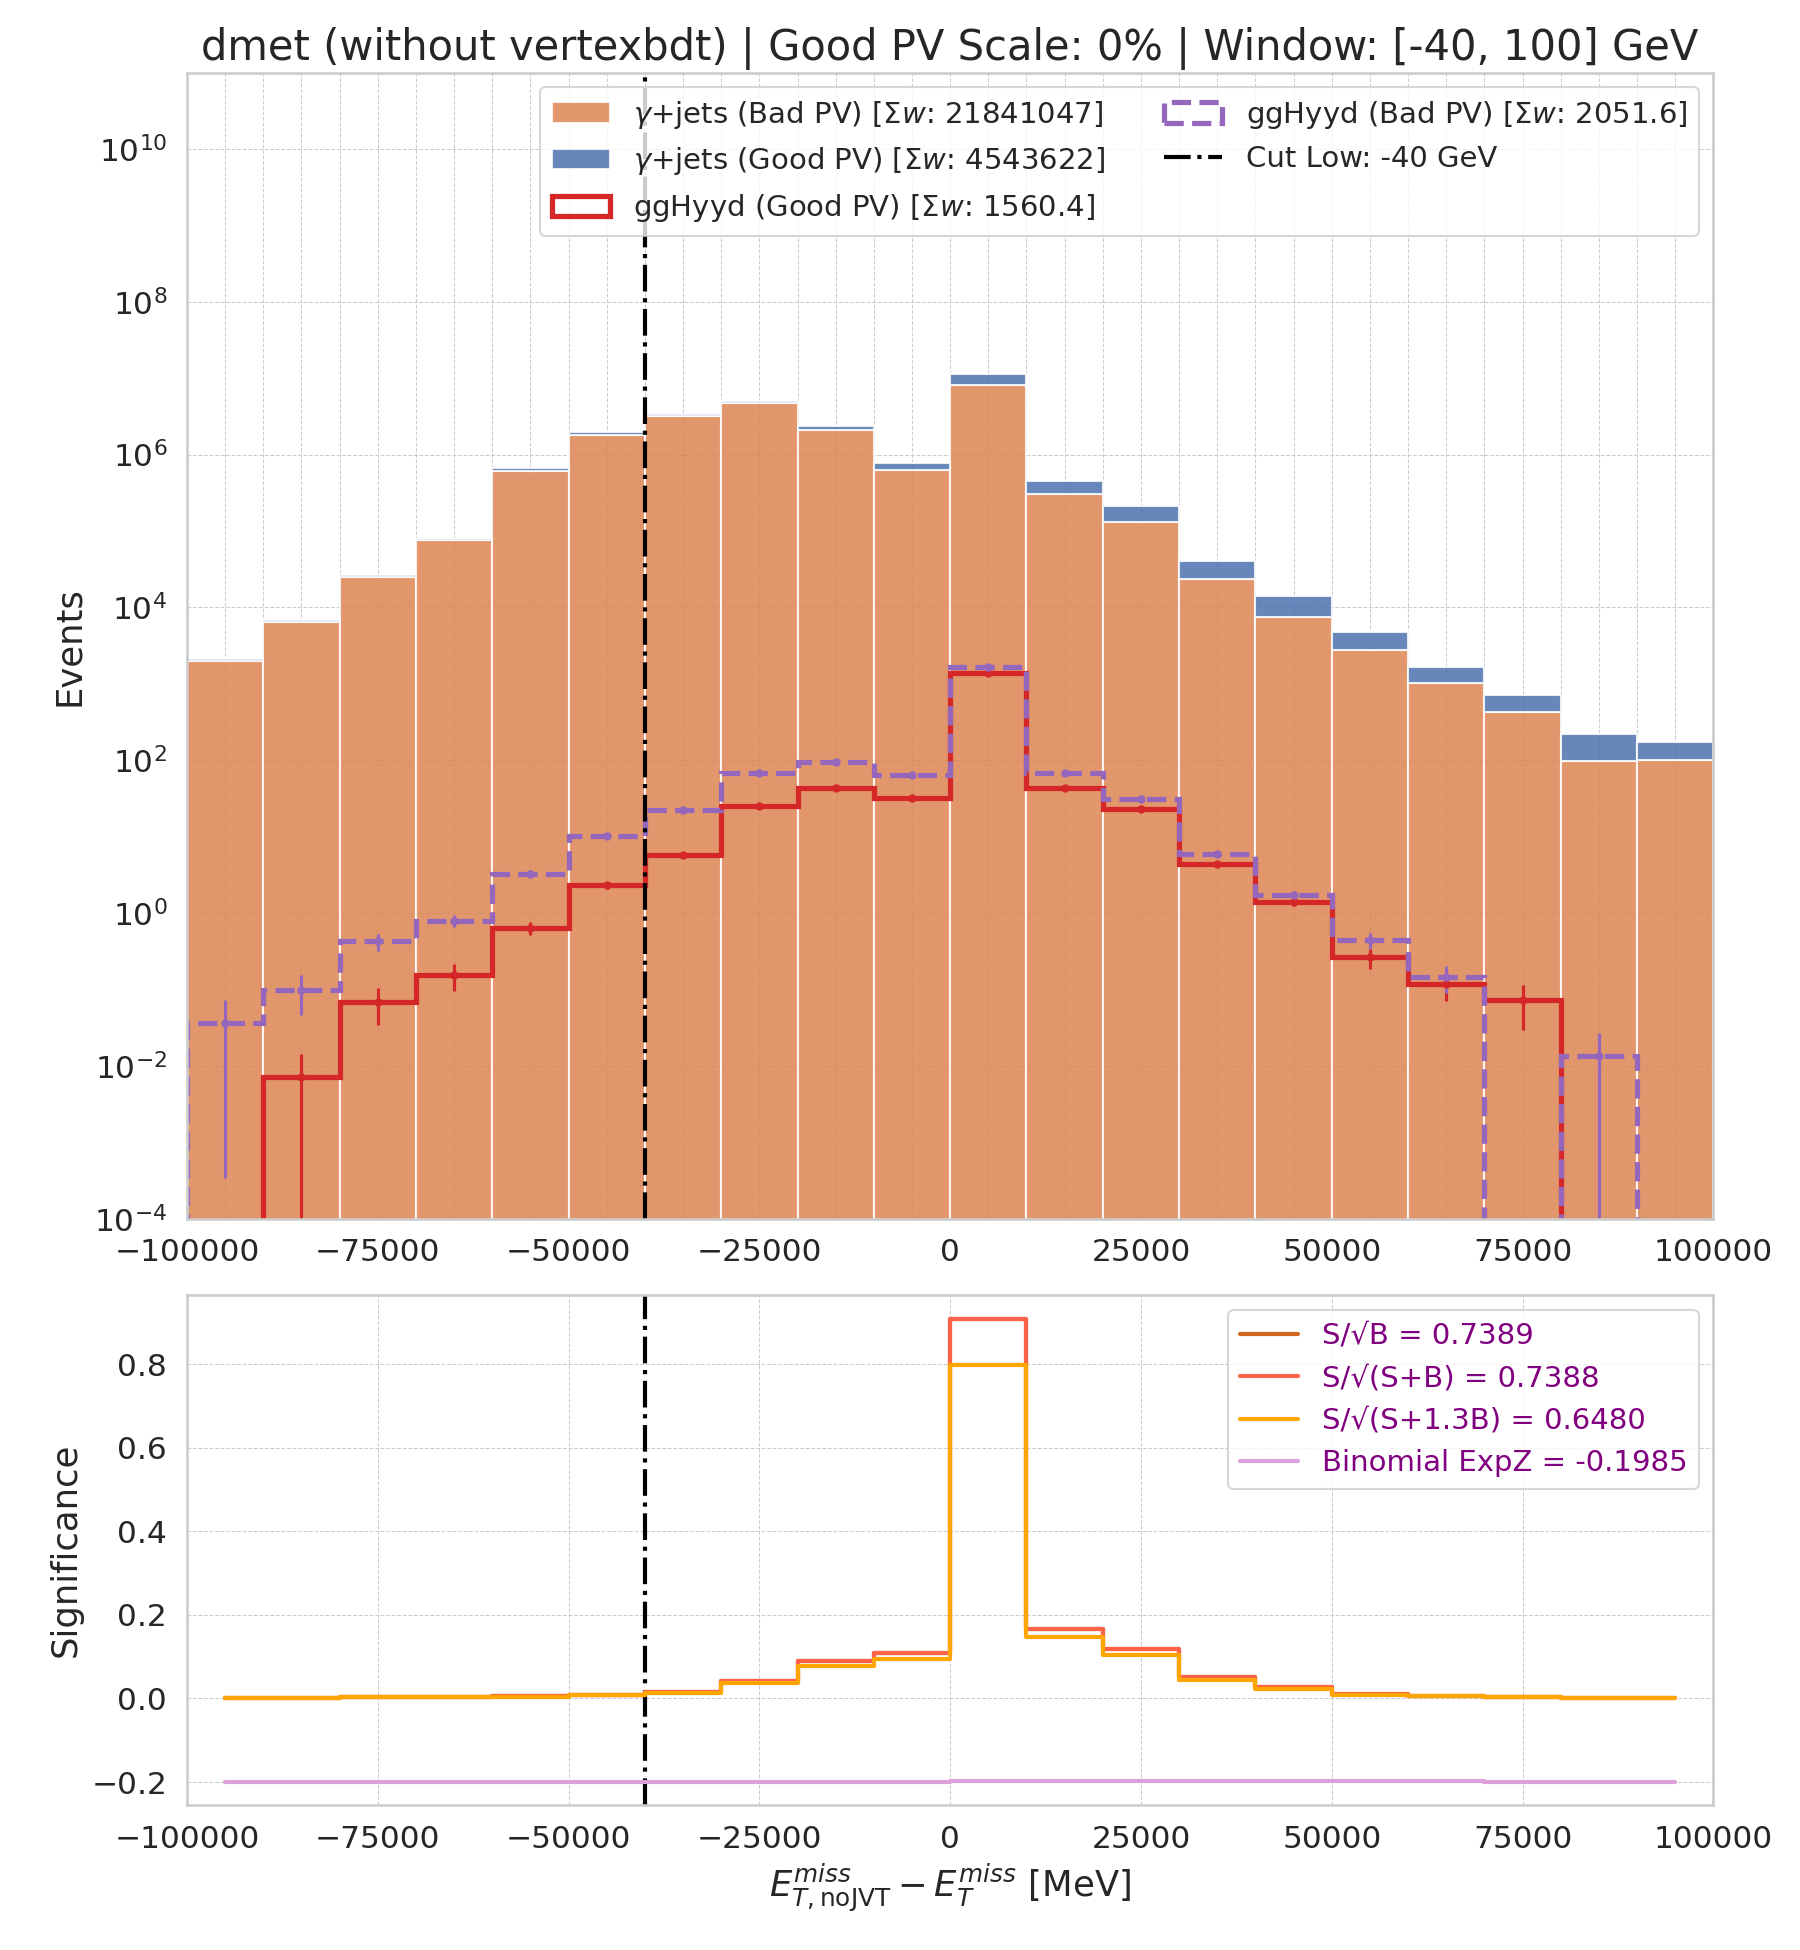 dmet (without vertexbdt) | Good PV Scale: 0% | Window: [-40, 100] GeV
γ+jets (Bad PV) [Σw: 21841047]
γ+jets (Good PV) [Σw: 4543622]
ggHyyd (Good PV) [Σw: 1560.4]
ggHyyd (Bad PV) [Σw: 2051.6]
Cut Low: -40 GeV
Events
10^10
10^8
10^6
10^4
10^2
10^0
10^−2
10^−4
−100000 −75000 −50000 −25000 0 25000 50000 75000 100000
S/√B = 0.7389
S/√(S+B) = 0.7388
S/√(S+1.3B) = 0.6480
Binomial ExpZ = -0.1985
Significance
0.8
0.6
0.4
0.2
0.0
−0.2
−100000 −75000 −50000 −25000 0 25000 50000 75000 100000
E_{T,noJVT}^{miss} − E_T^{miss} [MeV]